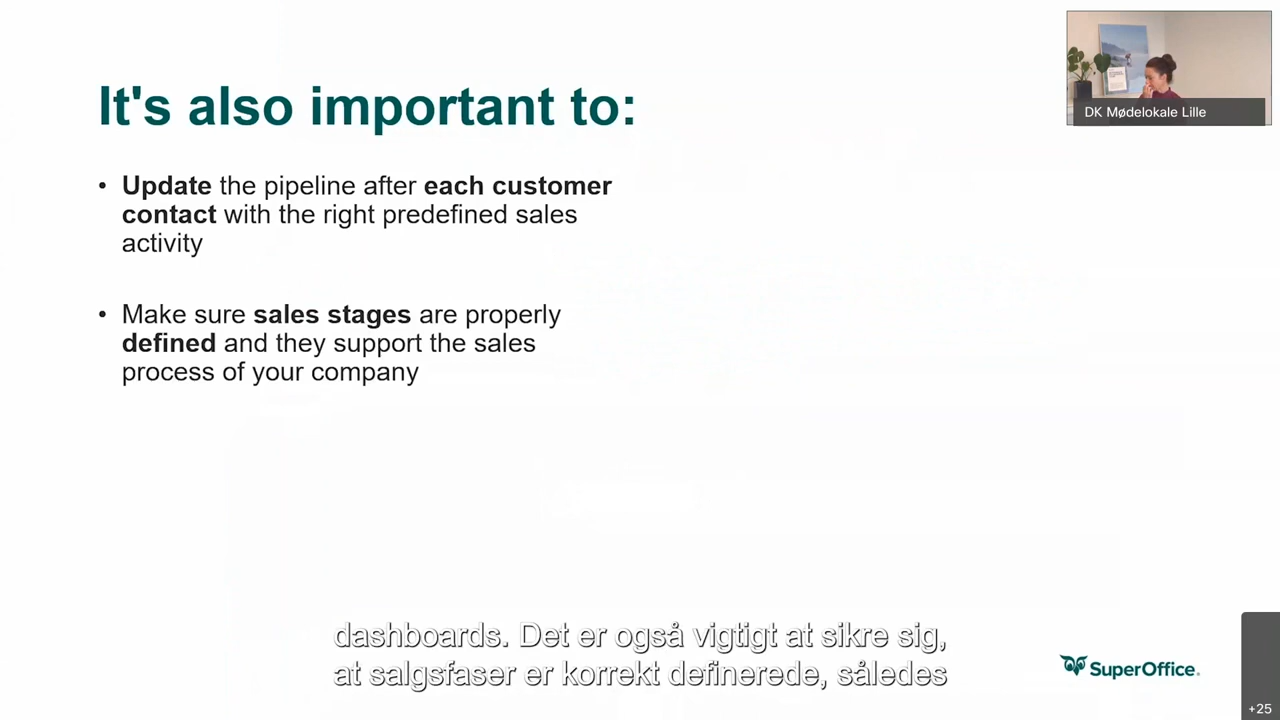 It's also important to:
• Update the pipeline after each customer
contact with the right predefined sales
activity
• Make sure sales stages are properly
defined and they support the sales
process of your company
DK Mødelokale Lille
dashboards. Det er også vigtigt at sikre sig,
at salgsfaser er korrekt definerede, således
SuperOffice.
+25